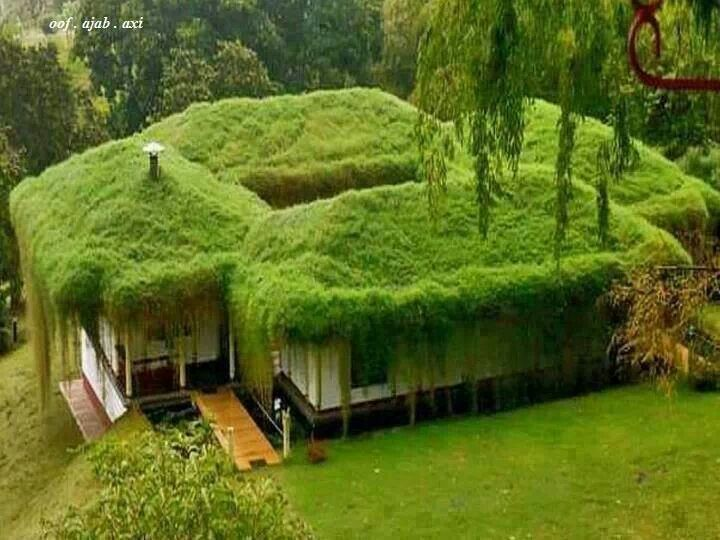 oof . ajab . axi